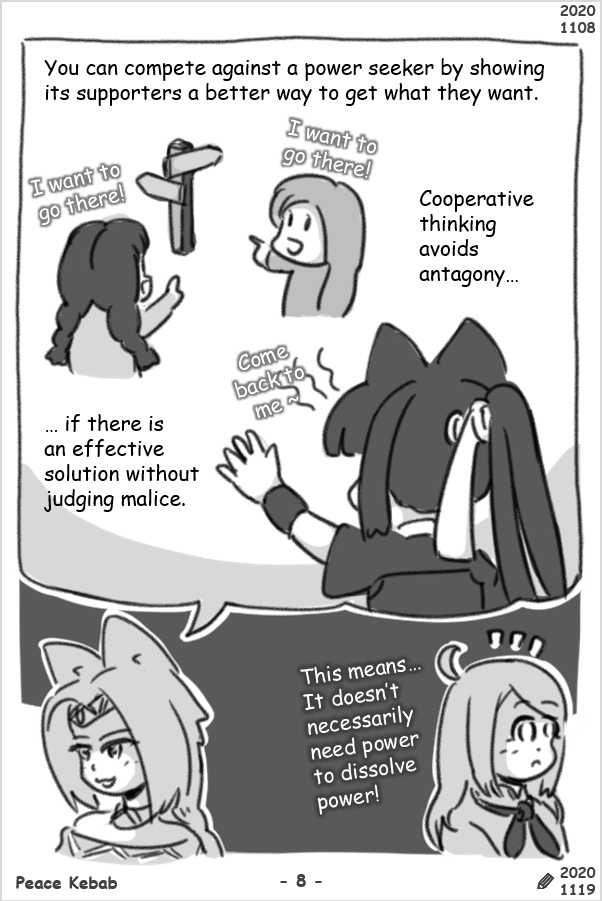 2020
1108
You can compete against a power seeker by showing
its supporters a better way to get what they want.
I want to
go there!
I want to
go there!
Cooperative
thinking
avoids
antagony...
Come
back to
me ~
... if there is
an effective
solution without
judging malice.
This means...
It doesn't
necessarily
need power
to dissolve
power!
Peace Kebab
- 8 -
2020
1119